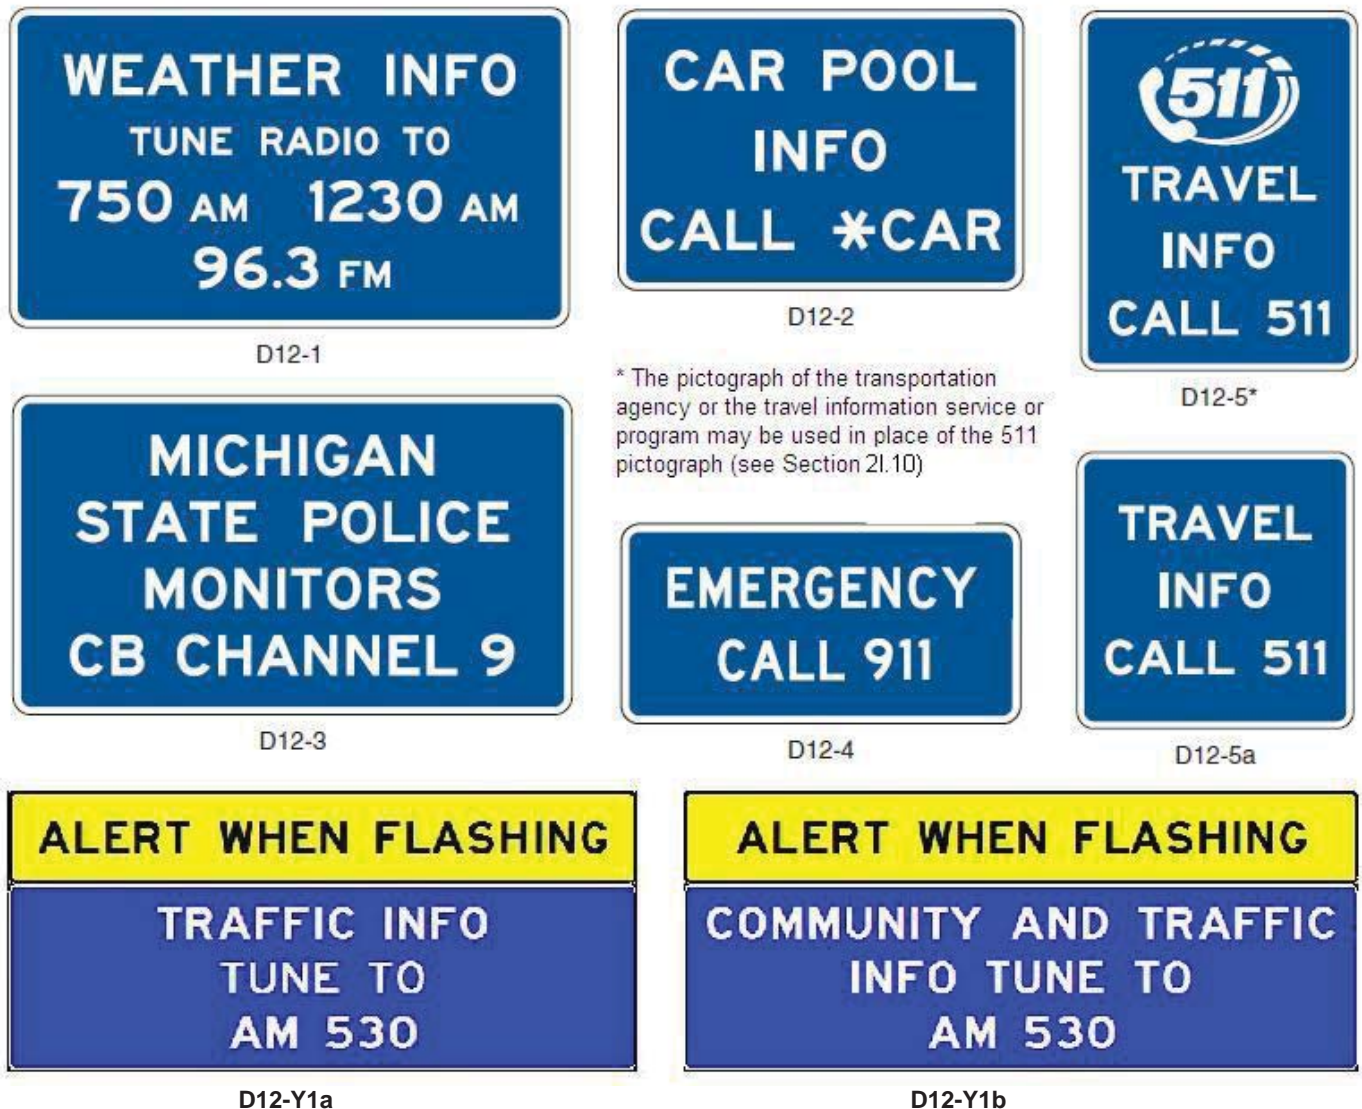 WEATHER INFO
TUNE RADIO TO
750 AM 1230 AM
96.3 FM
D12-1
CAR POOL
INFO
CALL *CAR
D12-2
511
TRAVEL
INFO
CALL 511
D12-5*
* The pictograph of the transportation
agency or the travel information service or
program may be used in place of the 511
pictograph (see Section 2I.10)
MICHIGAN
STATE POLICE
MONITORS
CB CHANNEL 9
D12-3
EMERGENCY
CALL 911
D12-4
TRAVEL
INFO
CALL 511
D12-5a
ALERT WHEN FLASHING
TRAFFIC INFO
TUNE TO
AM 530
D12-Y1a
ALERT WHEN FLASHING
COMMUNITY AND TRAFFIC
INFO TUNE TO
AM 530
D12-Y1b